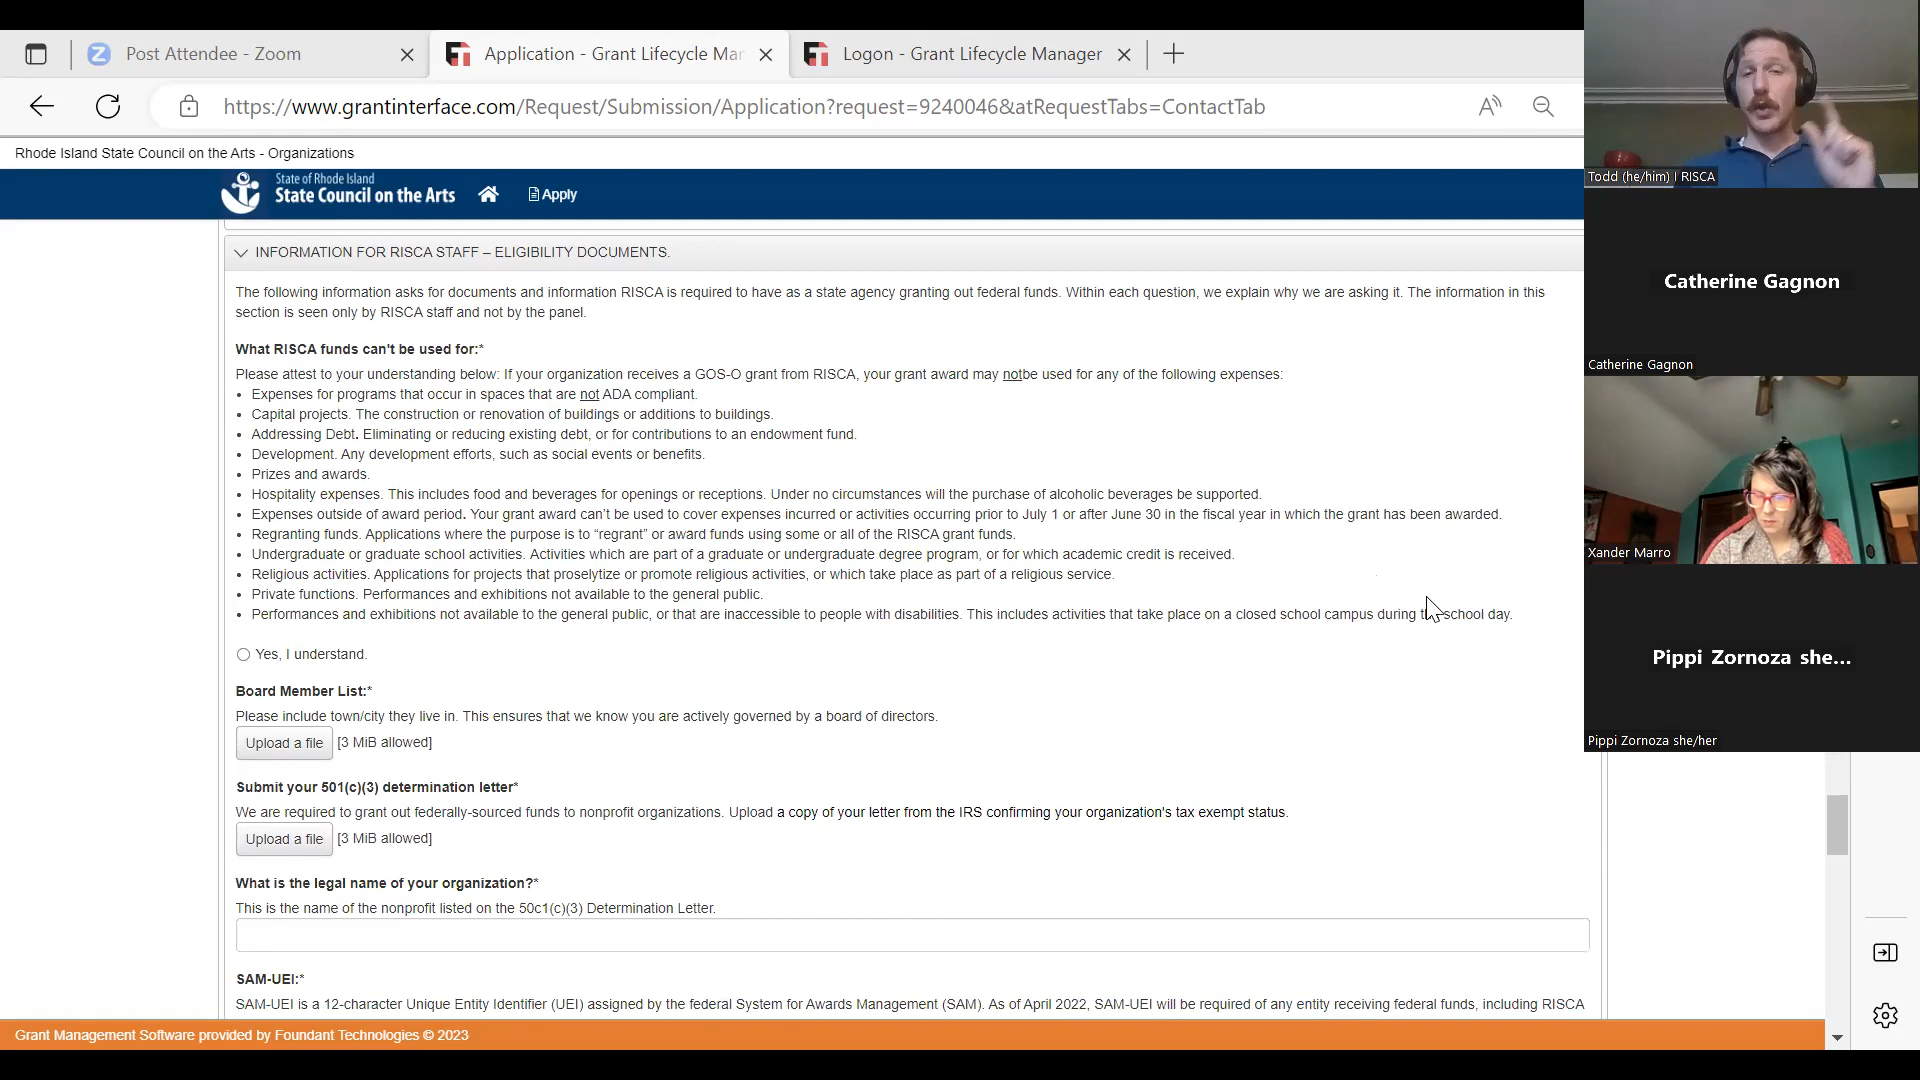 Post Attendee - Zoom
Application - Grant Lifecycle Mar
Logon - Grant Lifecycle Manager
https://www.grantinterface.com/Request/Submission/Application?request=9240046&atRequestTabs=ContactTab
Rhode Island State Council on the Arts - Organizations
State of Rhode Island
State Council on the Arts
Apply
INFORMATION FOR RISCA STAFF – ELIGIBILITY DOCUMENTS.
The following information asks for documents and information RISCA is required to have as a state agency granting out federal funds. Within each question, we explain why we are asking it. The information in this
section is seen only by RISCA staff and not by the panel.
What RISCA funds can't be used for:*
Please attest to your understanding below: If your organization receives a GOS-O grant from RISCA, your grant award may notbe used for any of the following expenses:
• Expenses for programs that occur in spaces that are not ADA compliant.
• Capital projects. The construction or renovation of buildings or additions to buildings.
• Addressing Debt. Eliminating or reducing existing debt, or for contributions to an endowment fund.
• Development. Any development efforts, such as social events or benefits.
• Prizes and awards.
• Hospitality expenses. This includes food and beverages for openings or receptions. Under no circumstances will the purchase of alcoholic beverages be supported.
• Expenses outside of award period. Your grant award can’t be used to cover expenses incurred or activities occurring prior to July 1 or after June 30 in the fiscal year in which the grant has been awarded.
• Regranting funds. Applications where the purpose is to “regrant” or award funds using some or all of the RISCA grant funds.
• Undergraduate or graduate school activities. Activities which are part of a graduate or undergraduate degree program, or for which academic credit is received.
• Religious activities. Applications for projects that proselytize or promote religious activities, or which take place as part of a religious service.
• Private functions. Performances and exhibitions not available to the general public.
• Performances and exhibitions not available to the general public, or that are inaccessible to people with disabilities. This includes activities that take place on a closed school campus during the school day.
Yes, I understand.
Board Member List:*
Please include town/city they live in. This ensures that we know you are actively governed by a board of directors.
Upload a file [3 MiB allowed]
Submit your 501(c)(3) determination letter*
We are required to grant out federally-sourced funds to nonprofit organizations. Upload a copy of your letter from the IRS confirming your organization's tax exempt status.
Upload a file [3 MiB allowed]
What is the legal name of your organization?*
This is the name of the nonprofit listed on the 50c1(c)(3) Determination Letter.
SAM-UEI:*
SAM-UEI is a 12-character Unique Entity Identifier (UEI) assigned by the federal System for Awards Management (SAM). As of April 2022, SAM-UEI will be required of any entity receiving federal funds, including RISCA
Grant Management Software provided by Foundant Technologies © 2023
Todd (he/him) | RISCA
Catherine Gagnon
Catherine Gagnon
Xander Marro
Pippi Zornoza she...
Pippi Zornoza she/her